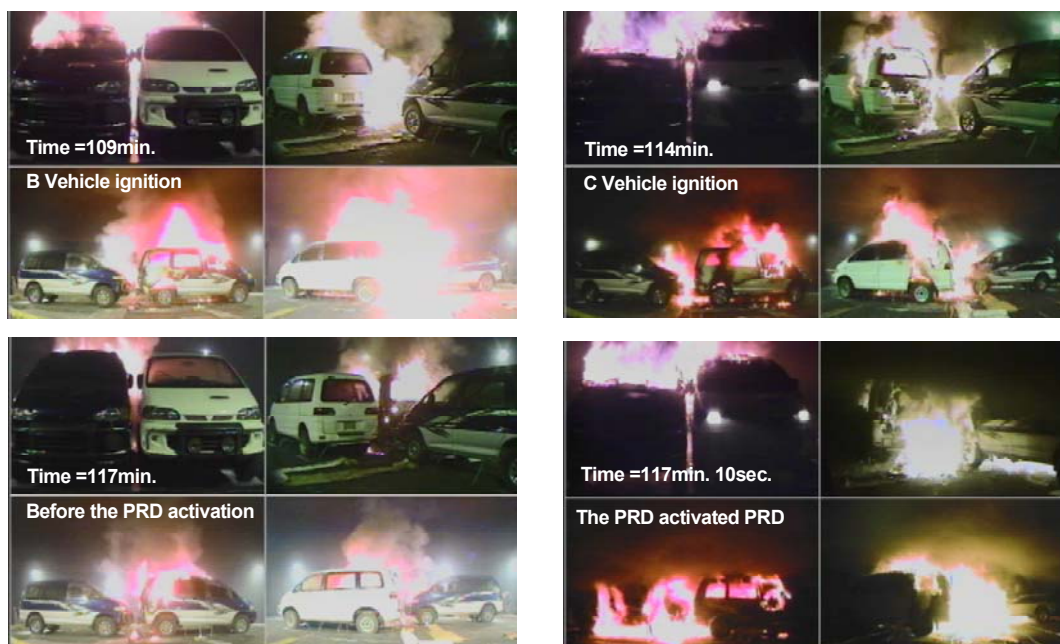 Time =109min.
B Vehicle ignition
Time =114min.
C Vehicle ignition
Time =117min.
Before the PRD activation
Time =117min. 10sec.
The PRD activated PRD